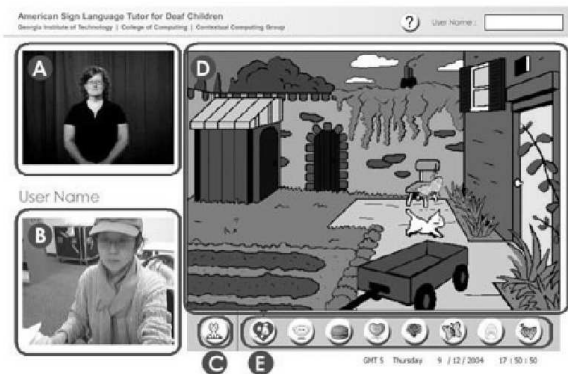 American Sign Language Tutor for Deaf Children
Georgia Institute of Technology | College of Computing | Contextual Computing Group
? User Name :
A
D
User Name
B
C E
GMT 5 Thursday 9 / 12 / 2004 17 : 50 : 50